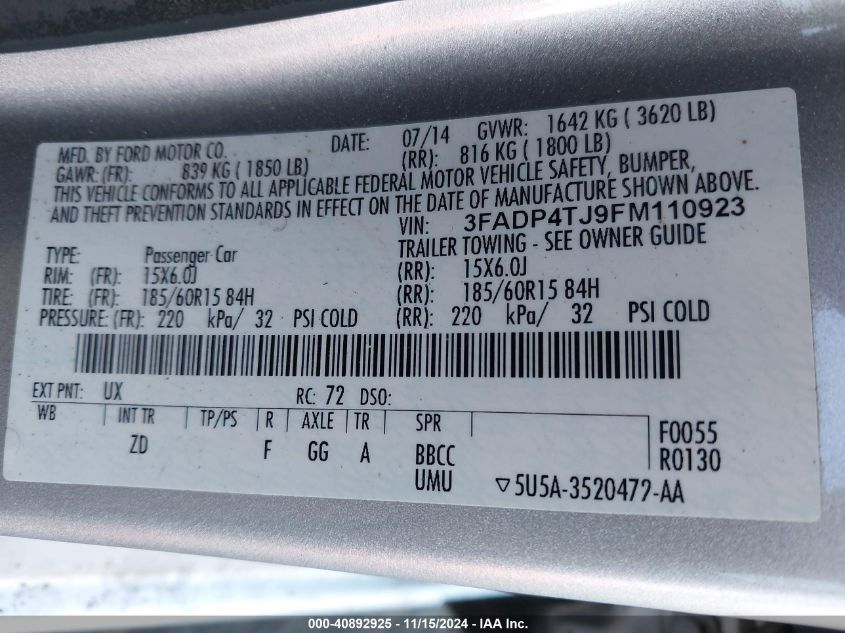 MFD. BY FORD MOTOR CO. DATE: 07/14 GVWR: 1642 KG ( 3620 LB)
GAWR: (FR): 839 KG ( 1850 LB) (RR): 816 KG ( 1800 LB)
THIS VEHICLE CONFORMS TO ALL APPLICABLE FEDERAL MOTOR VEHICLE SAFETY, BUMPER,
AND THEFT PREVENTION STANDARDS IN EFFECT ON THE DATE OF MANUFACTURE SHOWN ABOVE.
VIN: 3FADP4TJ9FM110923
TYPE: Passenger Car TRAILER TOWING - SEE OWNER GUIDE
RIM: (FR): 15X6.0J (RR): 15X6.0J
TIRE: (FR): 185/60R15 84H (RR): 185/60R15 84H
PRESSURE: (FR): 220 kPa/ 32 PSI COLD (RR): 220 kPa/ 32 PSI COLD
EXT PNT: UX RC: 72 DSO:
WB INT TR TP/PS R AXLE TR SPR
ZD F GG A BBCC F0055
UMU R0130
▽5U5A-3520472-AA
000-40892925 - 11/15/2024 - IAA Inc.